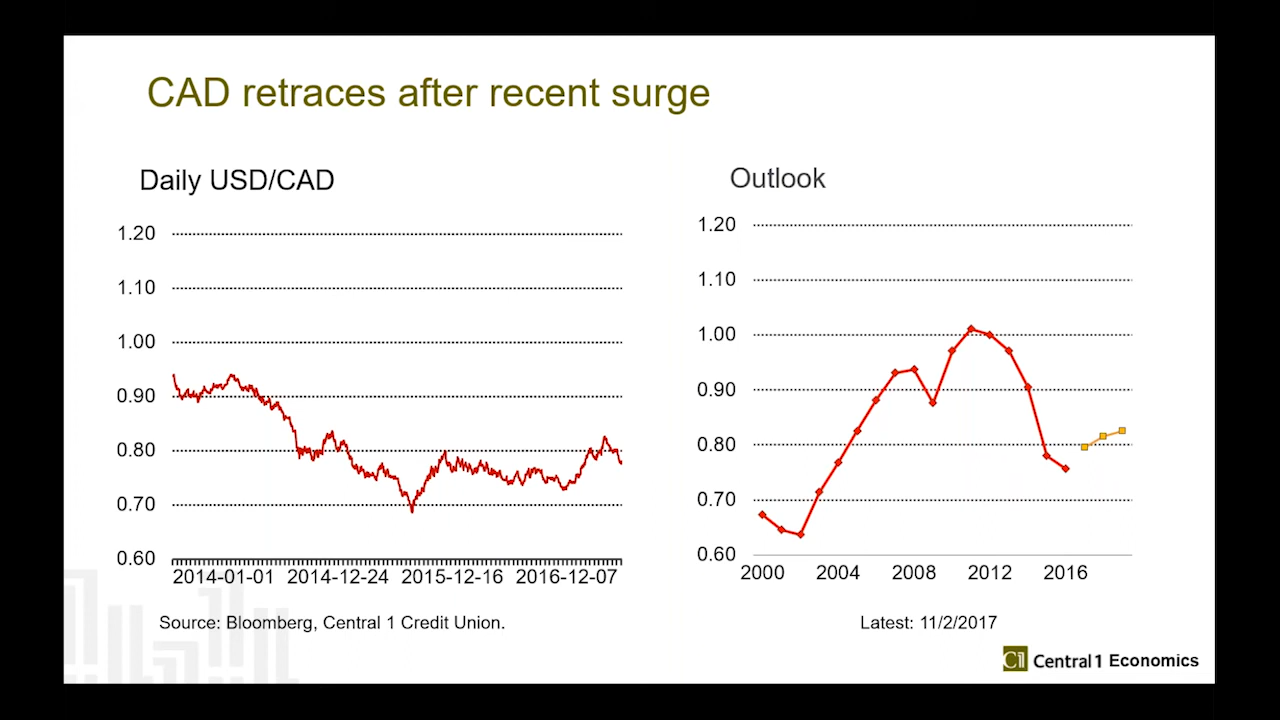 CAD retraces after recent surge
Daily USD/CAD
1.20
1.10
1.00
0.90
0.80
0.70
0.60
2014-01-01 2014-12-24 2015-12-16 2016-12-07
Source: Bloomberg, Central 1 Credit Union.
Outlook
1.20
1.10
1.00
0.90
0.80
0.70
0.60
2000 2004 2008 2012 2016
Latest: 11/2/2017
C1 Central 1 Economics